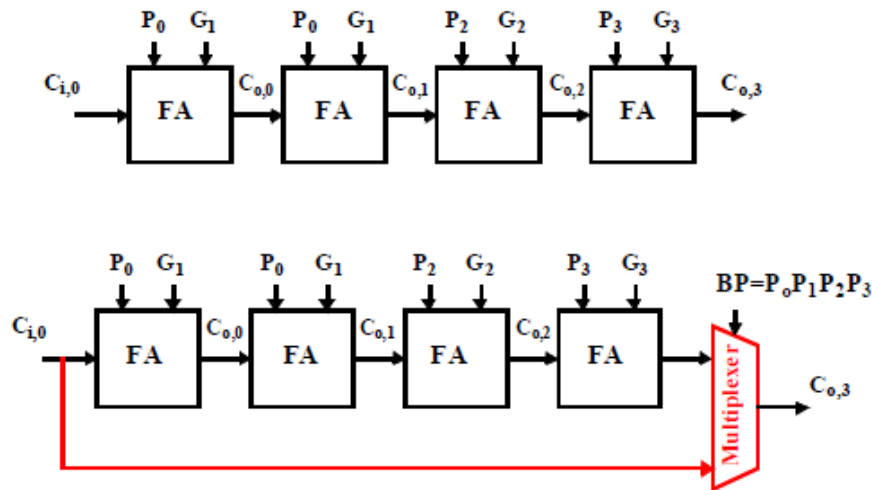 P₀ G₁ P₀ G₁ P₂ G₂ P₃ G₃
Cᵢ,₀ FA Cₒ,₀ FA Cₒ,₁ FA Cₒ,₂ FA Cₒ,₃
P₀ G₁ P₀ G₁ P₂ G₂ P₃ G₃ BP=PₒP₁P₂P₃
Cᵢ,₀ FA Cₒ,₀ FA Cₒ,₁ FA Cₒ,₂ FA Multiplexer Cₒ,₃